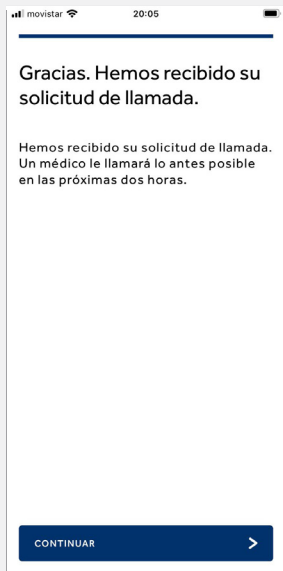 movistar 20:05
Gracias. Hemos recibido su
solicitud de llamada.
Hemos recibido su solicitud de llamada.
Un médico le llamará lo antes posible
en las próximas dos horas.
CONTINUAR